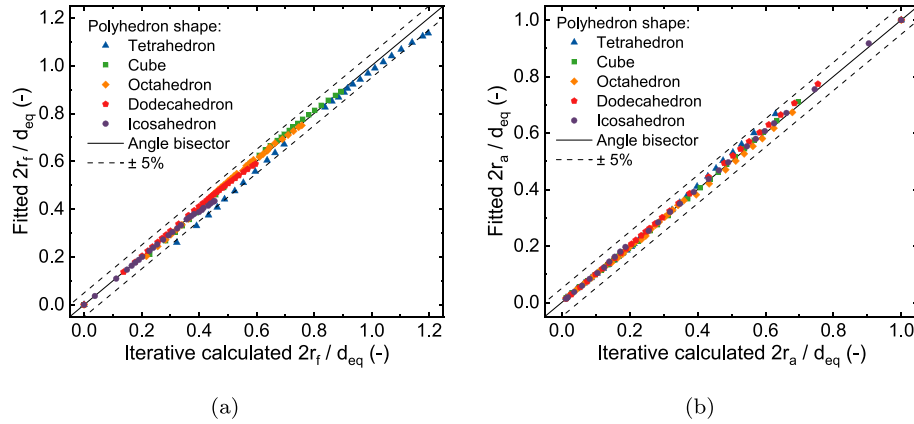 Polyhedron shape:
Tetrahedron
Cube
Octahedron
Dodecahedron
Icosahedron
Angle bisector
± 5%
1.2
1.0
0.8
0.6
0.4
0.2
0.0
0.0 0.2 0.4 0.6 0.8 1.0 1.2
Fitted 2r_f / d_eq (-)
Iterative calculated 2r_f / d_eq (-)
(a)
Polyhedron shape:
Tetrahedron
Cube
Octahedron
Dodecahedron
Icosahedron
Angle bisector
± 5%
1.0
0.8
0.6
0.4
0.2
0.0
0.0 0.2 0.4 0.6 0.8 1.0
Fitted 2r_a / d_eq (-)
Iterative calculated 2r_a / d_eq (-)
(b)